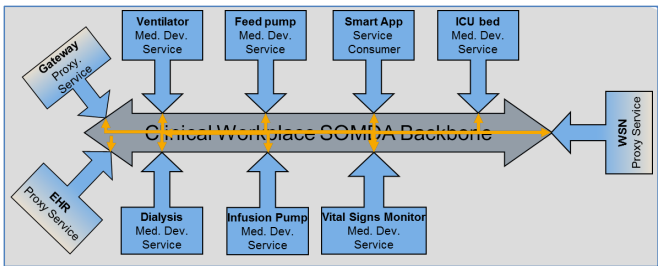 Ventilator
Med. Dev.
Service
Feed pump
Med. Dev.
Service
Smart App
Service
Consumer
ICU bed
Med. Dev.
Service
Gateway
Proxy.
Service
Clinical Workplace SOMDA Backbone
WSN
Proxy Service
EHR
Proxy Service
Dialysis
Med. Dev.
Service
Infusion Pump
Med. Dev.
Service
Vital Signs Monitor
Med. Dev.
Service